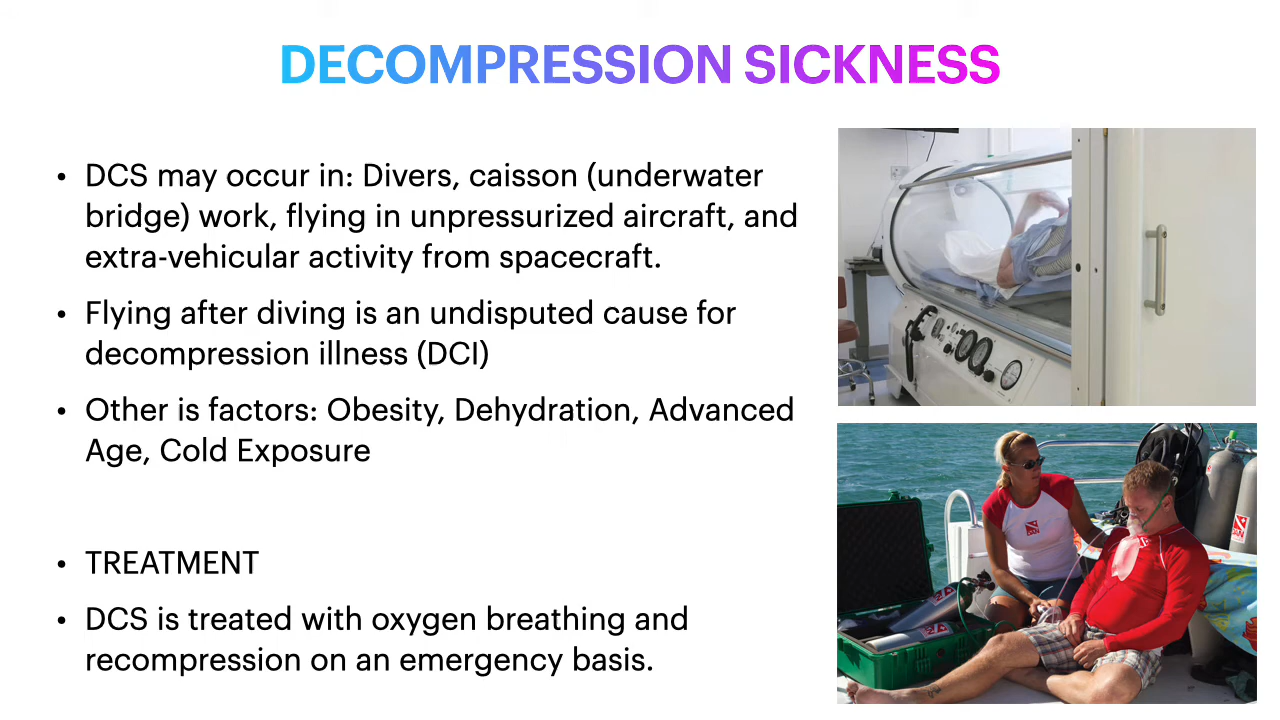 DECOMPRESSION SICKNESS
• DCS may occur in: Divers, caisson (underwater
bridge) work, flying in unpressurized aircraft, and
extra-vehicular activity from spacecraft.
• Flying after diving is an undisputed cause for
decompression illness (DCI)
• Other is factors: Obesity, Dehydration, Advanced
Age, Cold Exposure
• TREATMENT
• DCS is treated with oxygen breathing and
recompression on an emergency basis.